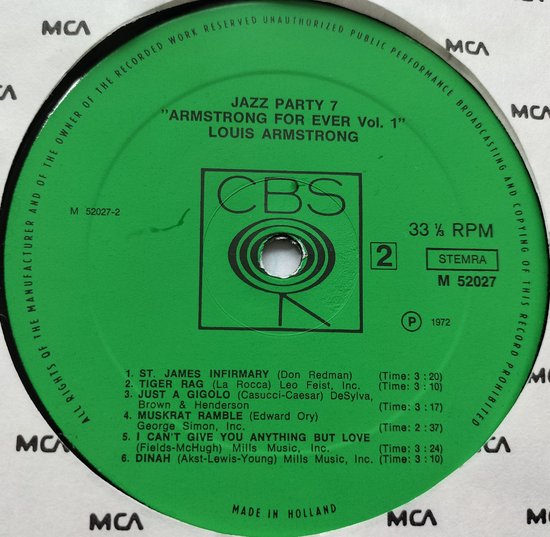 MCA
MCA
MCA
MCA
ALL RIGHTS OF THE MANUFACTURER AND OF THE OWNER OF THE RECORDED WORK RESERVED UNAUTHORIZED PUBLIC PERFORMANCE BROADCASTING AND COPYING OF THIS RECORD PROHIBITED
JAZZ PARTY 7
"ARMSTRONG FOR EVER Vol. 1"
LOUIS ARMSTRONG
M 52027-2
CBS
33 ⅓ RPM
2
STEMRA
M 52027
Ⓟ 1972
1. ST. JAMES INFIRMARY (Don Redman) (Time: 3 : 20)
2. TIGER RAG (La Rocca) Leo Feist, Inc. (Time: 3 : 10)
3. JUST A GIGOLO (Casucci-Caesar) DeSylva,
Brown & Henderson (Time: 3 : 17)
4. MUSKRAT RAMBLE (Edward Ory)
George Simon, Inc. (Time: 2 : 37)
5. I CAN'T GIVE YOU ANYTHING BUT LOVE
(Fields-McHugh) Mills Music, Inc. (Time: 3 : 24)
6. DINAH (Akst-Lewis-Young) Mills Music, Inc. (Time: 3 : 10)
MADE IN HOLLAND
MCA
MCA
MCA
MCA